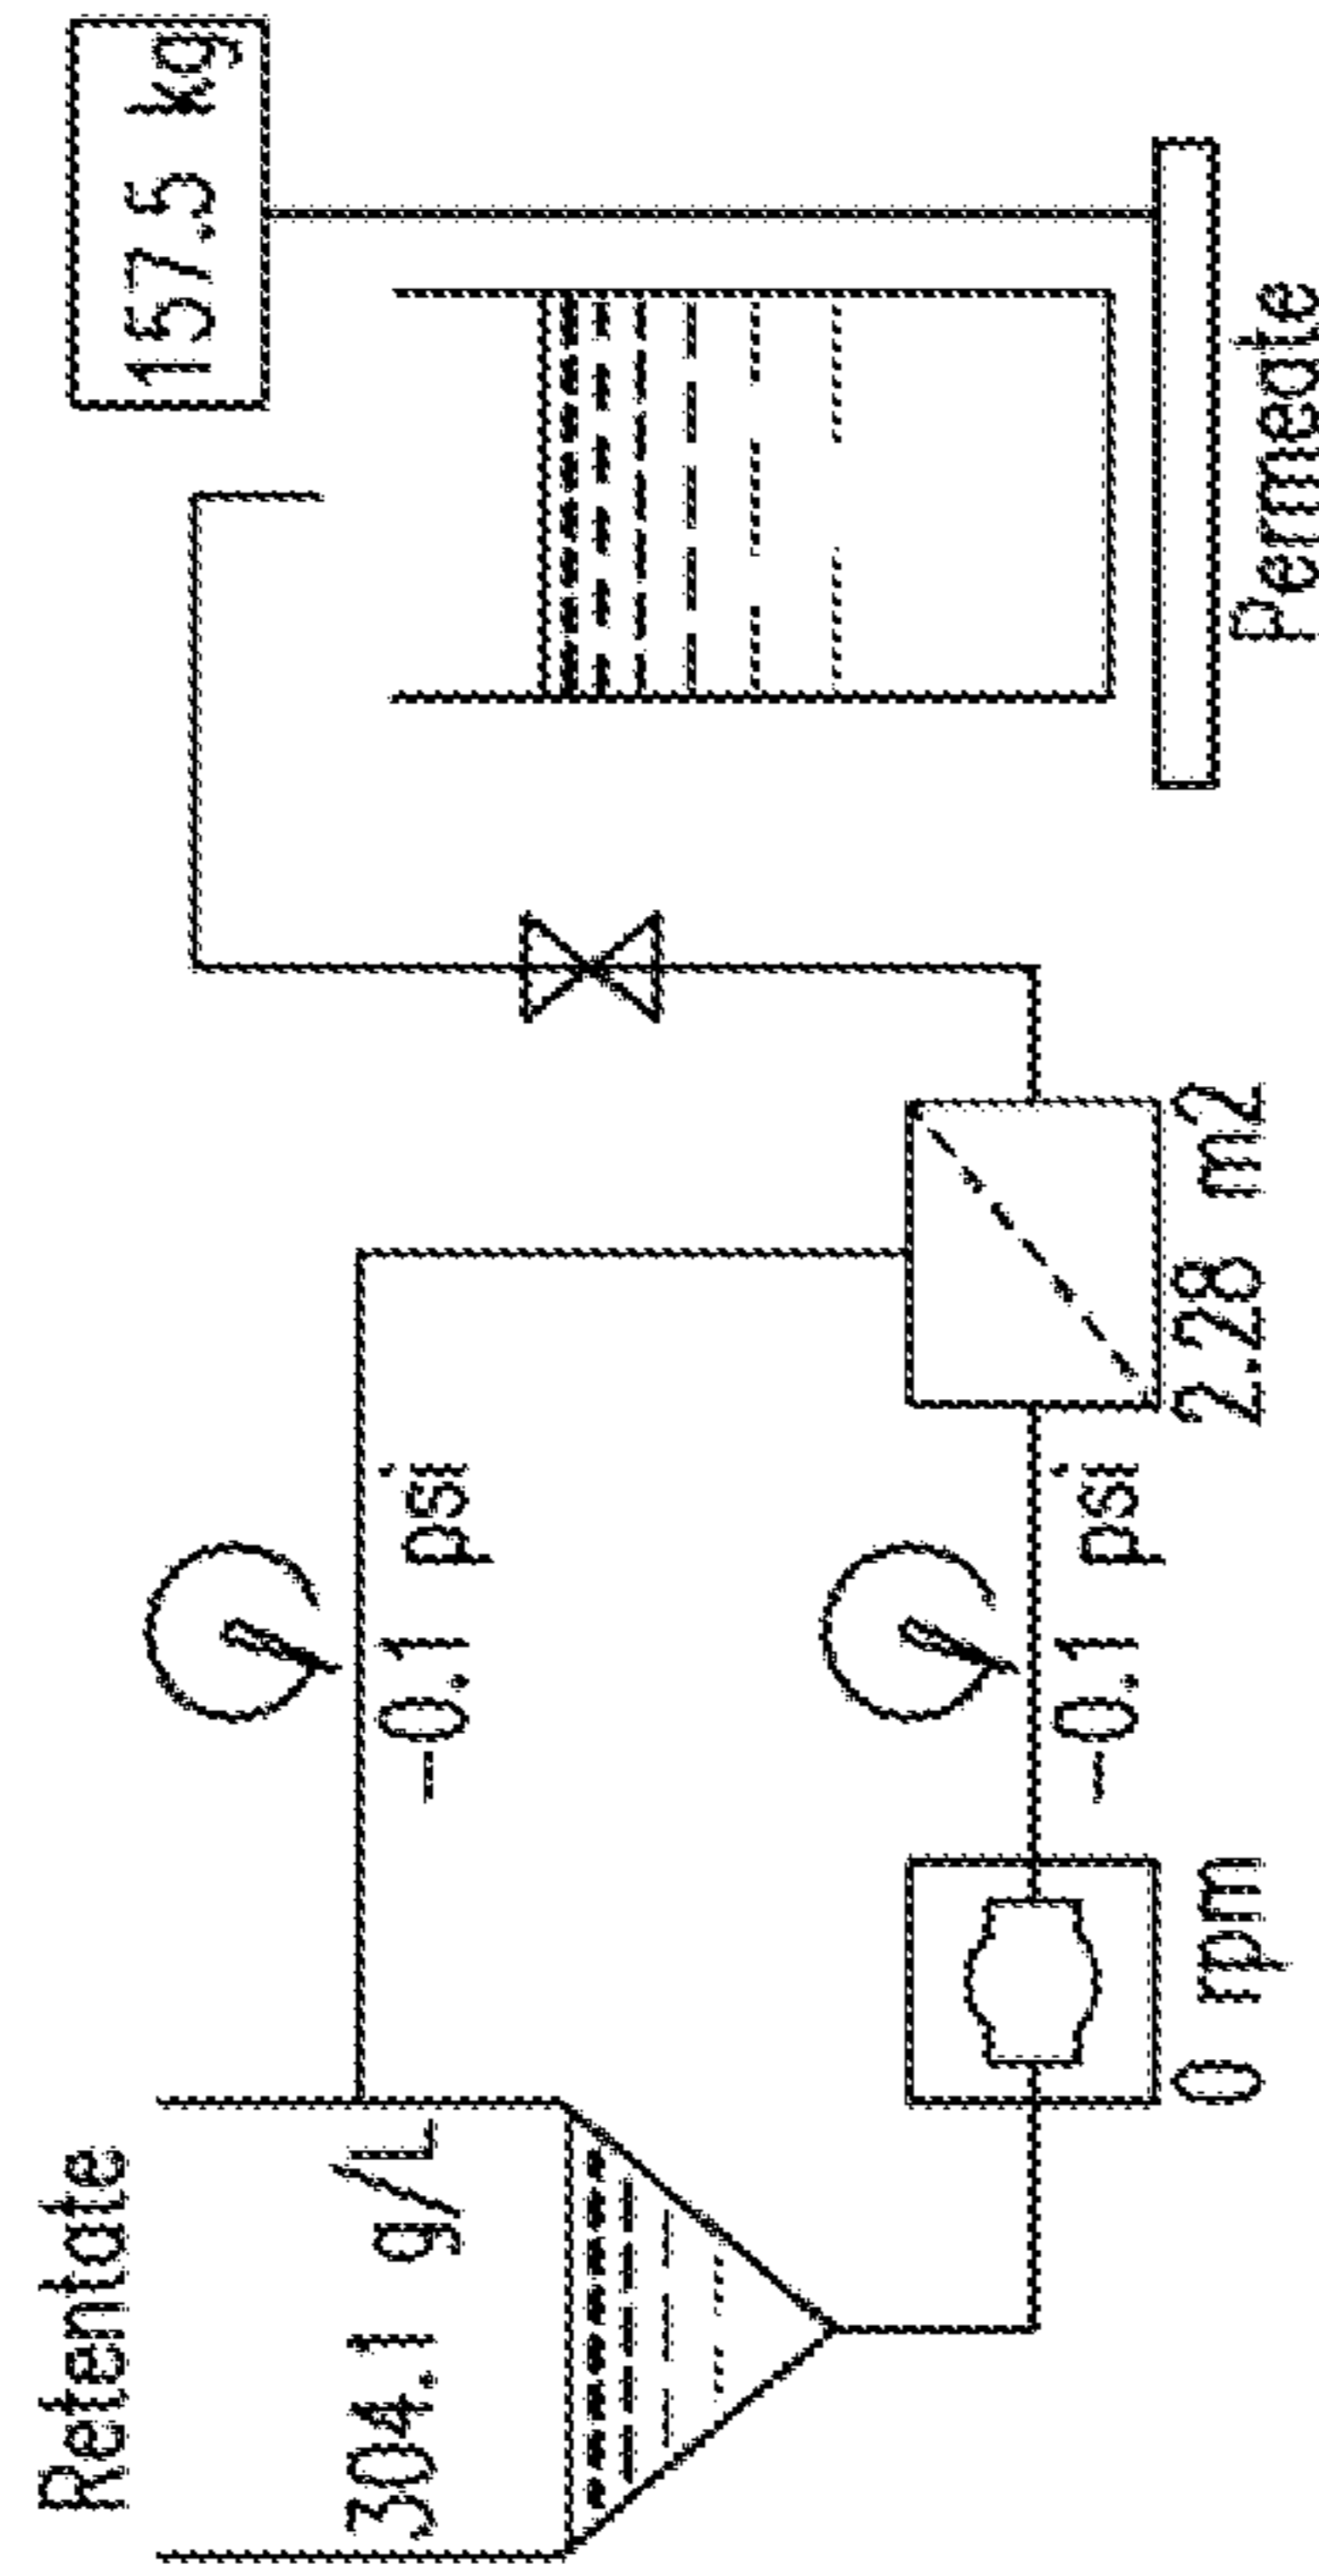 Retentate
304.1 g/L
0 rpm
-0.1 psi
-0.1 psi
2.28 m2
157.5 kg
Permeate